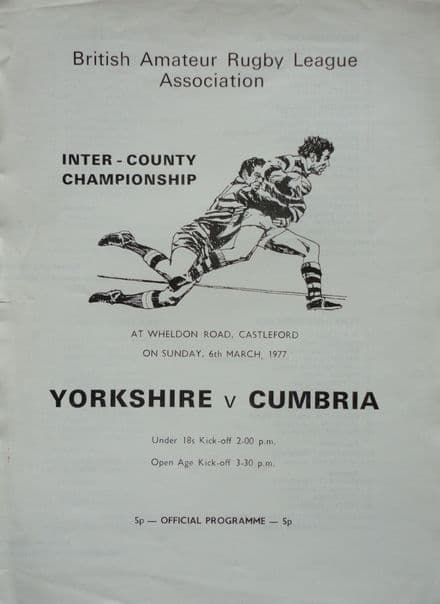 British Amateur Rugby League
Association
INTER - COUNTY
CHAMPIONSHIP
AT WHELDON ROAD, CASTLEFORD
ON SUNDAY, 6th MARCH, 1977
YORKSHIRE v CUMBRIA
Under 18s Kick-off 2-00 p.m.
Open Age Kick-off 3-30 p.m.
5p — OFFICIAL PROGRAMME — 5p